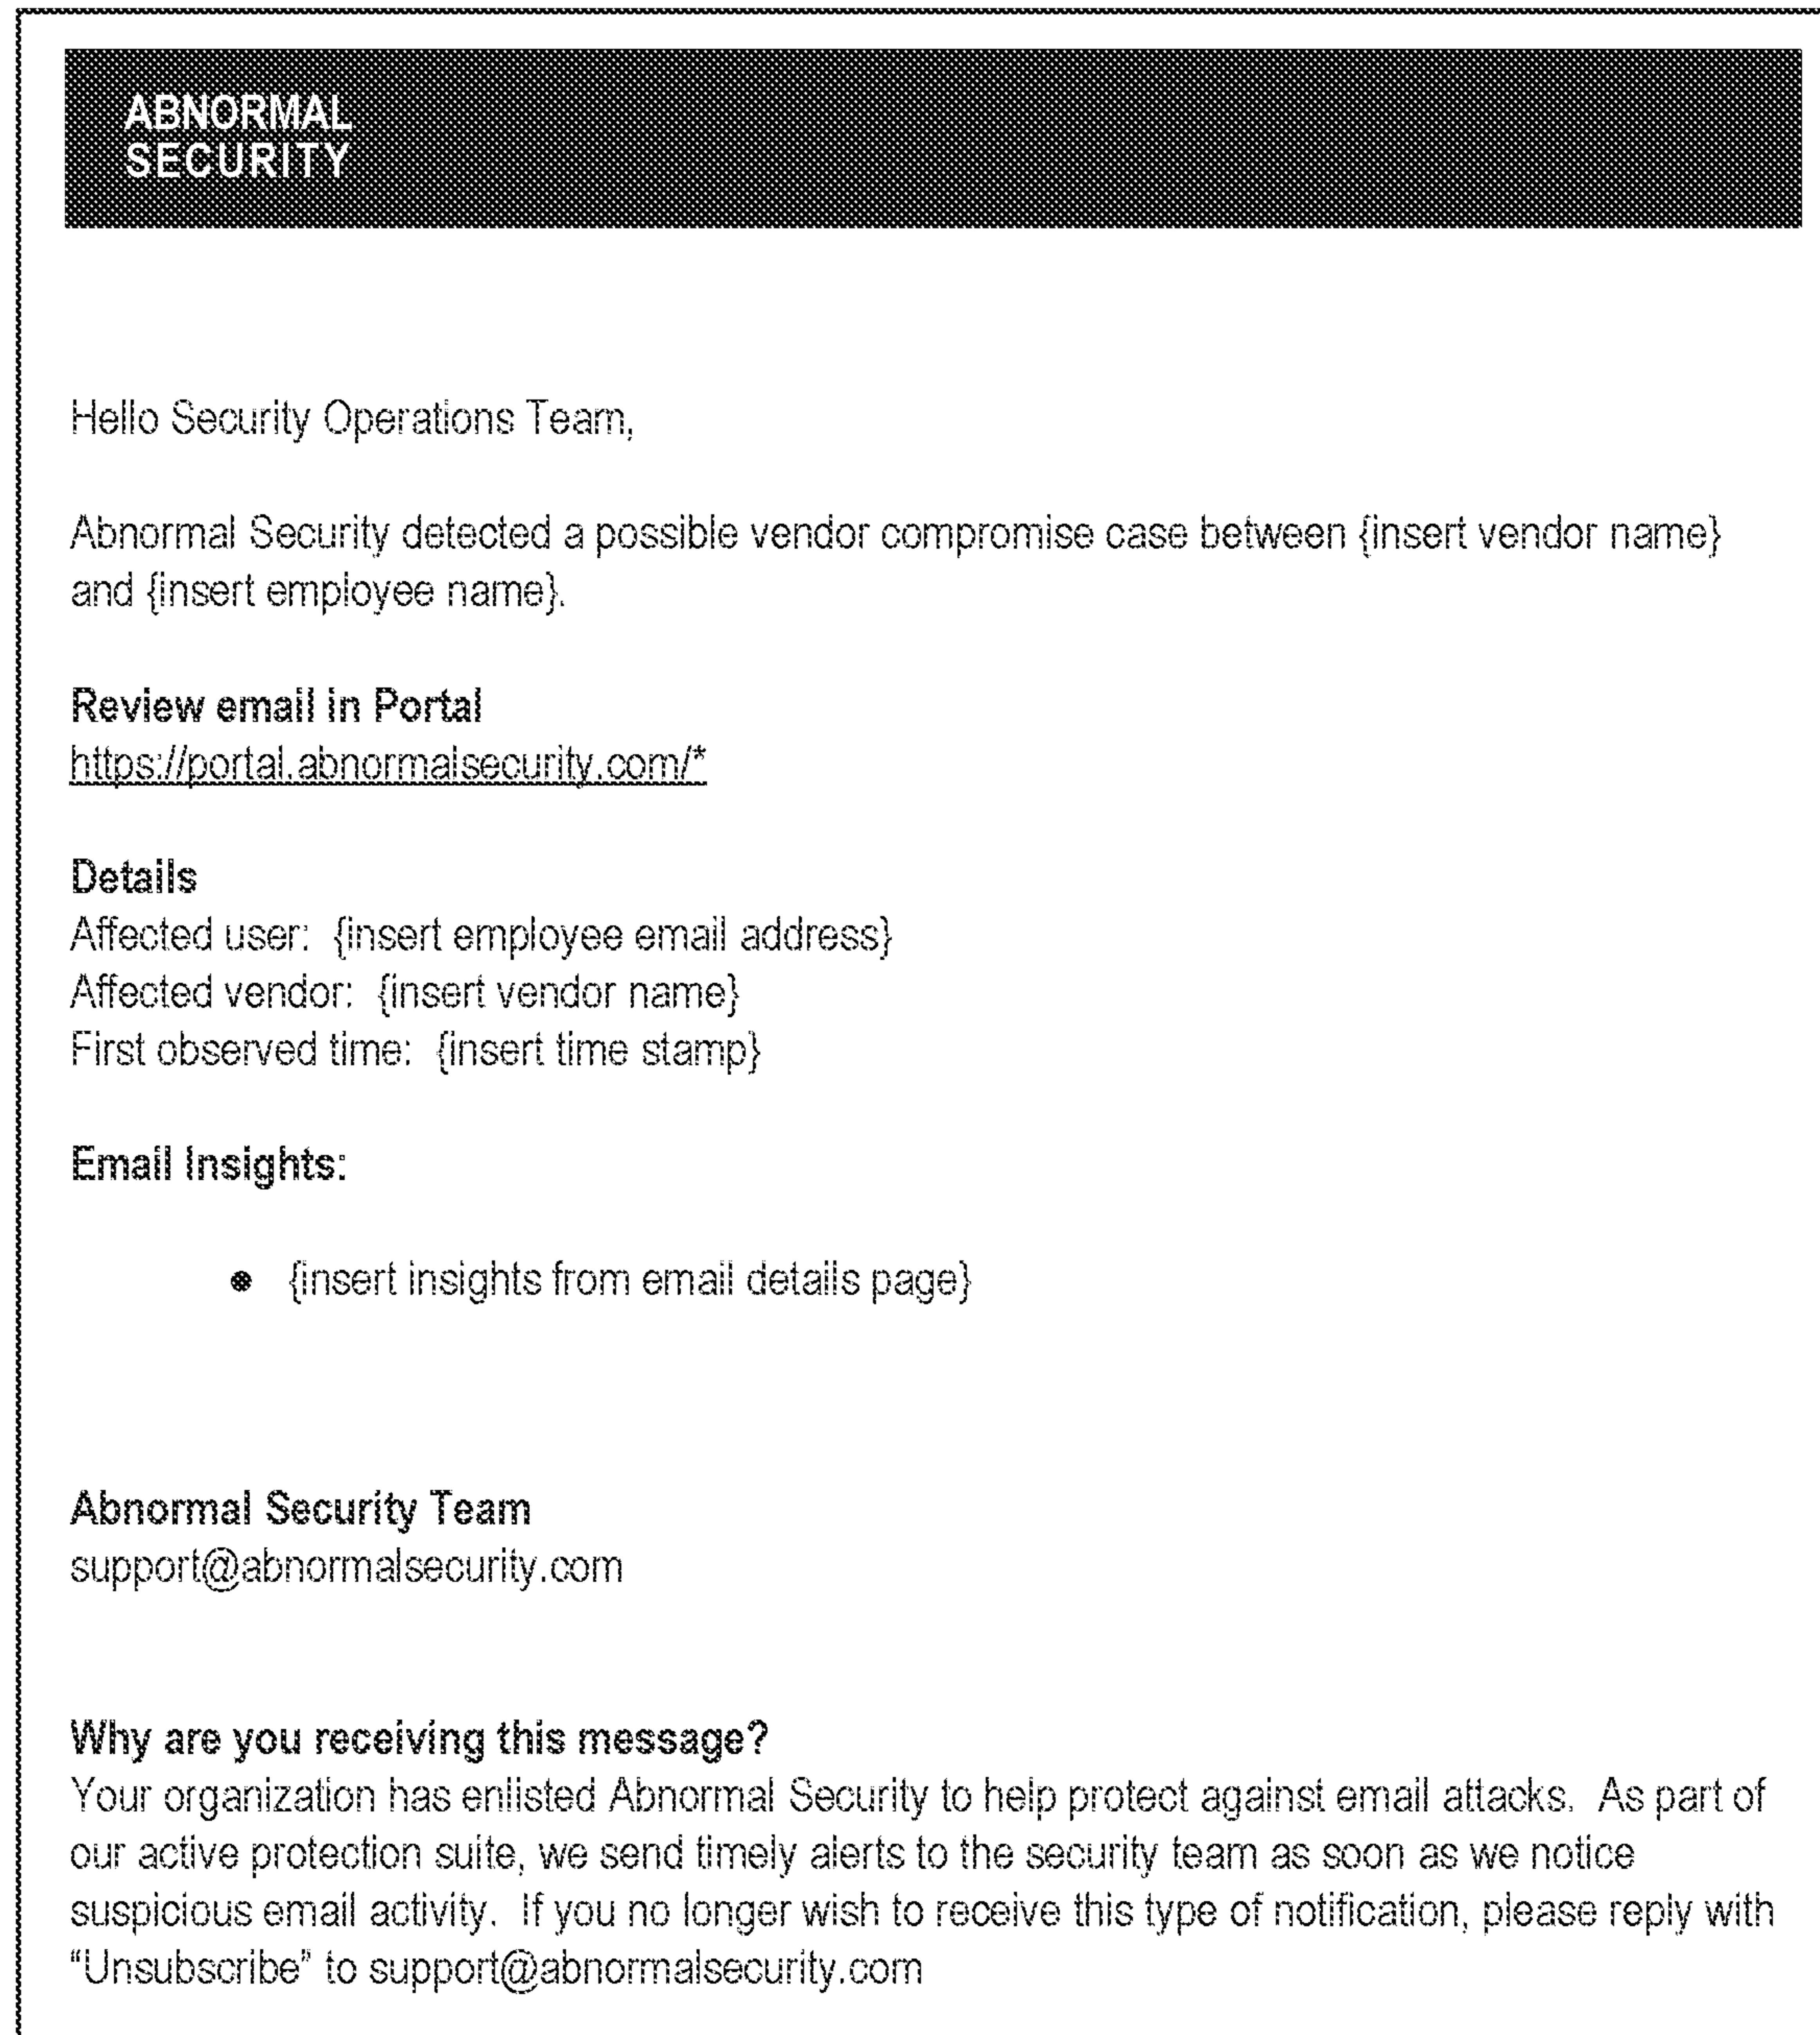 ABNORMAL
SECURITY
Hello Security Operations Team,
Abnormal Security detected a possible vendor compromise case between {insert vendor name}
and {insert employee name}.
Review email in Portal
https://portal.abnormalsecurity.com/*
Details
Affected user: {insert employee email address}
Affected vendor: {insert vendor name}
First observed time: {insert time stamp}
Email Insights:
● {insert insights from email details page}
Abnormal Security Team
support@abnormalsecurity.com
Why are you receiving this message?
Your organization has enlisted Abnormal Security to help protect against email attacks. As part of
our active protection suite, we send timely alerts to the security team as soon as we notice
suspicious email activity. If you no longer wish to receive this type of notification, please reply with
“Unsubscribe” to support@abnormalsecurity.com